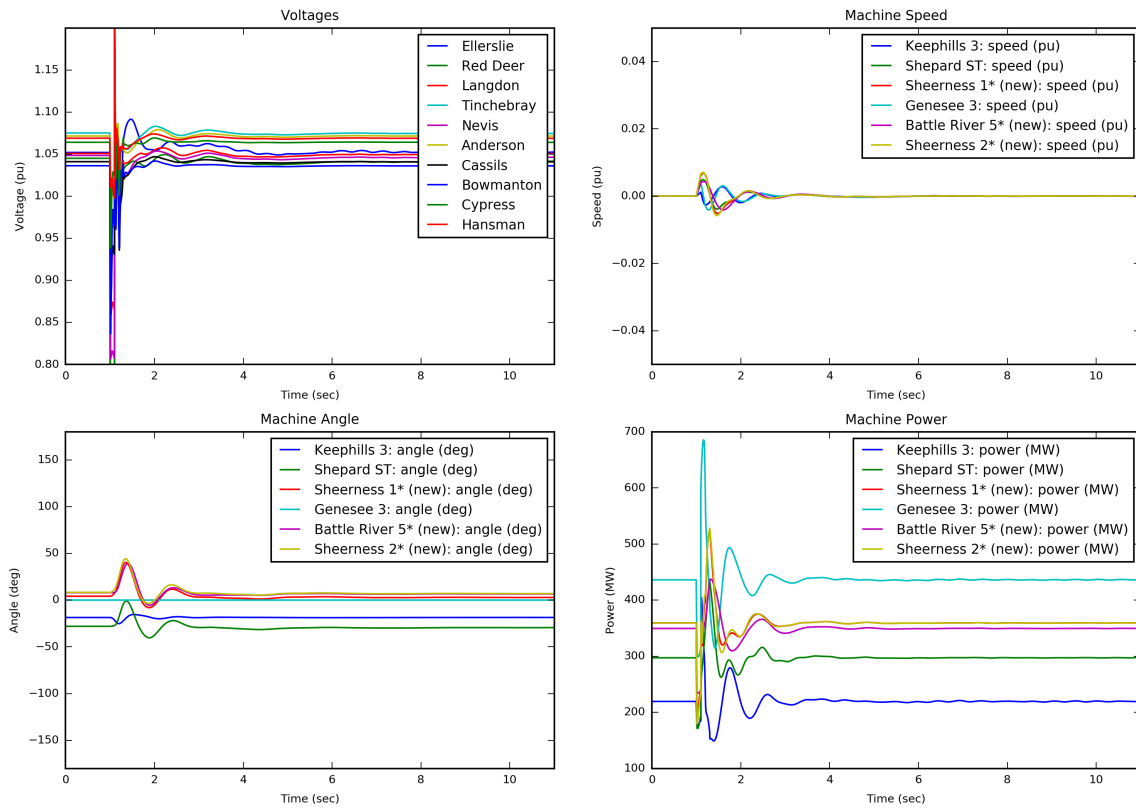 Voltages
1.15
1.10
1.05
1.00
0.95
0.90
0.85
0.80
Voltage (pu)
0
2
4
6
8
10
Time (sec)
Ellerslie
Red Deer
Langdon
Tinchebray
Nevis
Anderson
Cassils
Bowmanton
Cypress
Hansman
Machine Speed
0.04
0.02
0.00
−0.02
−0.04
Speed (pu)
0
2
4
6
8
10
Time (sec)
Keephills 3: speed (pu)
Shepard ST: speed (pu)
Sheerness 1* (new): speed (pu)
Genesee 3: speed (pu)
Battle River 5* (new): speed (pu)
Sheerness 2* (new): speed (pu)
Machine Angle
150
100
50
0
−50
−100
−150
Angle (deg)
0
2
4
6
8
10
Time (sec)
Keephills 3: angle (deg)
Shepard ST: angle (deg)
Sheerness 1* (new): angle (deg)
Genesee 3: angle (deg)
Battle River 5* (new): angle (deg)
Sheerness 2* (new): angle (deg)
Machine Power
700
600
500
400
300
200
100
Power (MW)
0
2
4
6
8
10
Time (sec)
Keephills 3: power (MW)
Shepard ST: power (MW)
Sheerness 1* (new): power (MW)
Genesee 3: power (MW)
Battle River 5* (new): power (MW)
Sheerness 2* (new): power (MW)